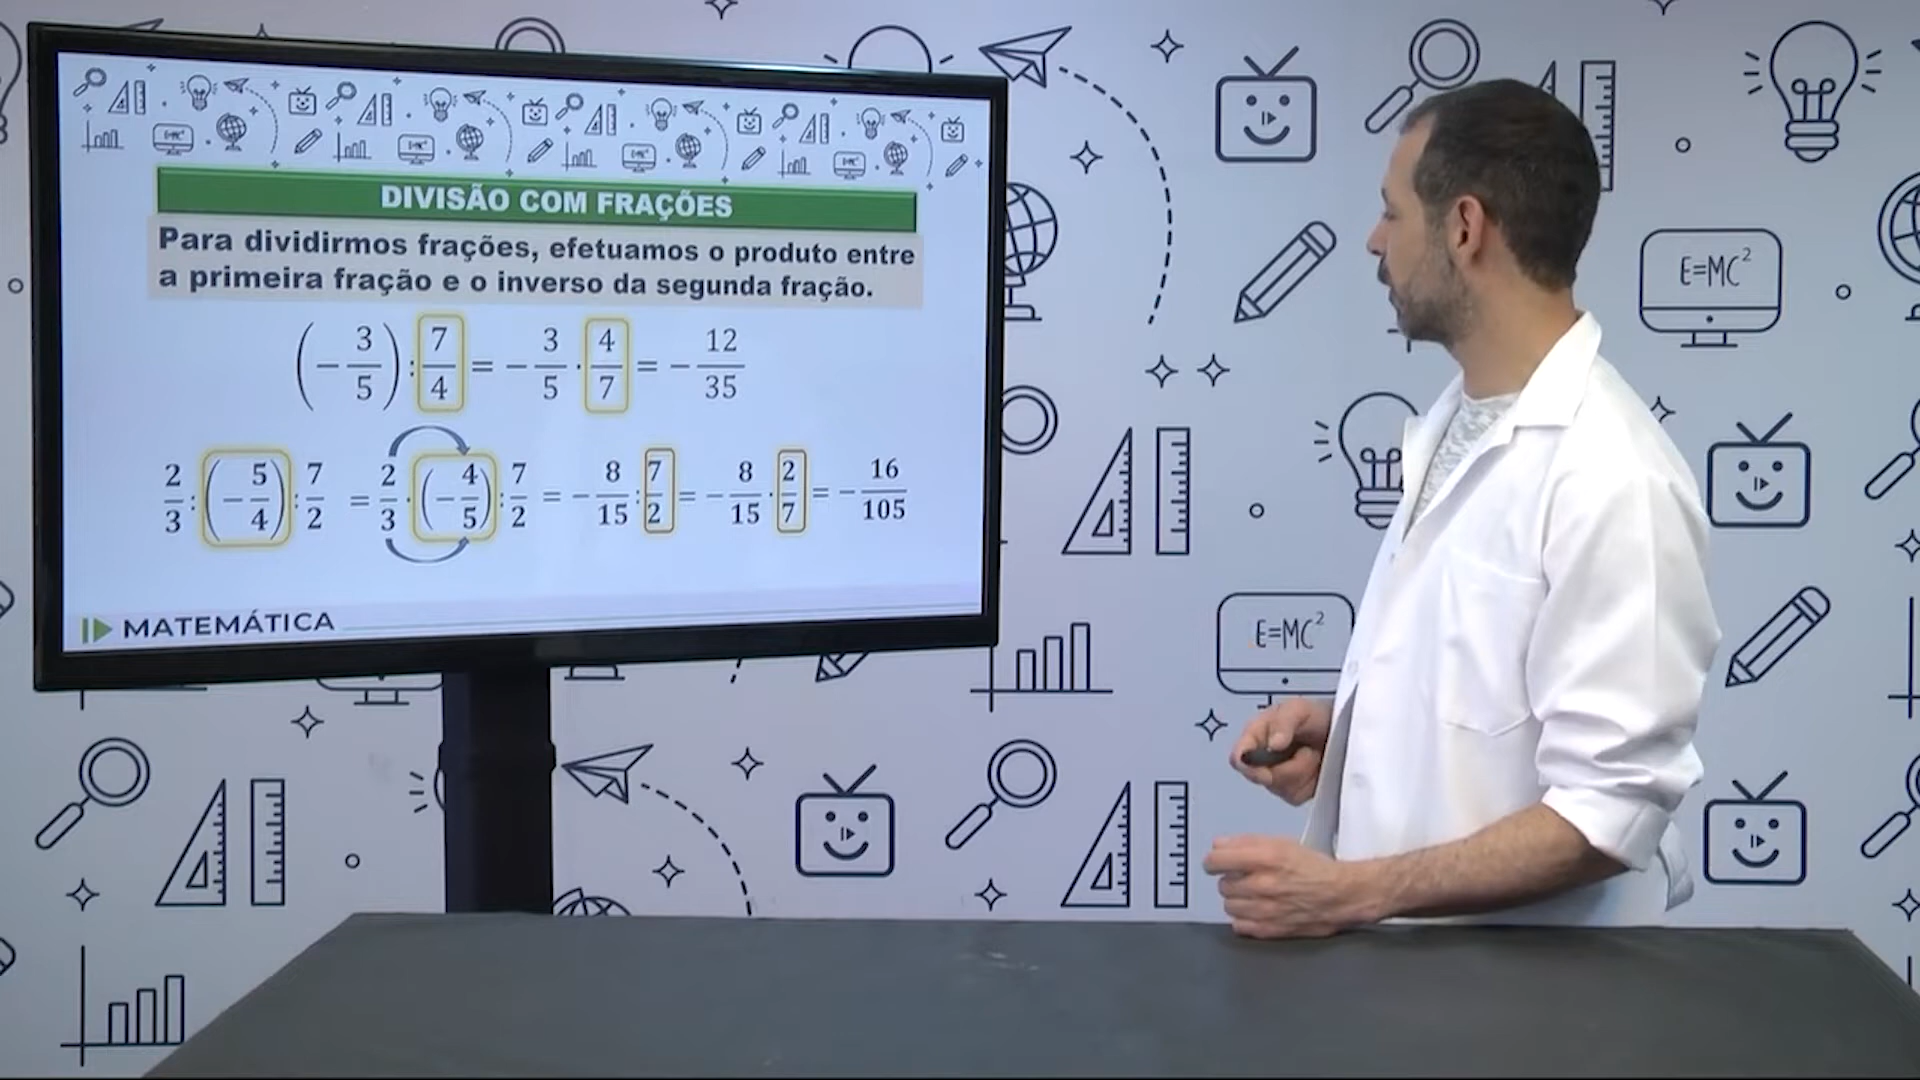 DIVISÃO COM FRAÇÕES
Para dividirmos frações, efetuamos o produto entre
a primeira fração e o inverso da segunda fração.
(-3/5) : 7/4 = -3/5 · 4/7 = -12/35
2/3 : (-5/4) : 7/2 = 2/3 · (-4/5) : 7/2 = -8/15 : 7/2 = -8/15 · 2/7 = -16/105
MATEMÁTICA
E=MC²
E=MC²